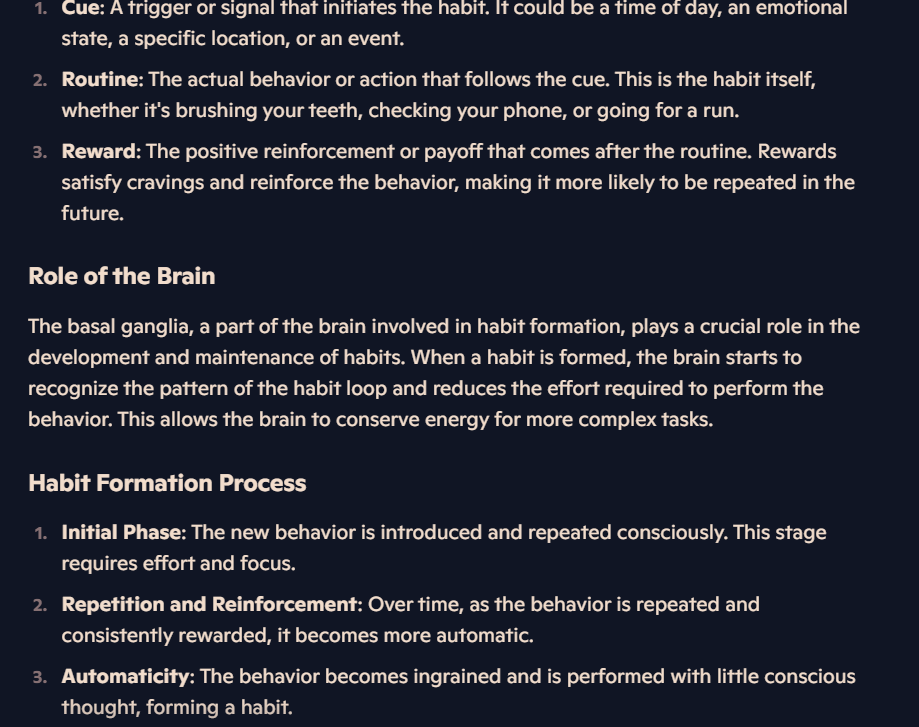 1. Cue: A trigger or signal that initiates the habit. It could be a time of day, an emotional
state, a specific location, or an event.
2. Routine: The actual behavior or action that follows the cue. This is the habit itself,
whether it's brushing your teeth, checking your phone, or going for a run.
3. Reward: The positive reinforcement or payoff that comes after the routine. Rewards
satisfy cravings and reinforce the behavior, making it more likely to be repeated in the
future.
Role of the Brain
The basal ganglia, a part of the brain involved in habit formation, plays a crucial role in the
development and maintenance of habits. When a habit is formed, the brain starts to
recognize the pattern of the habit loop and reduces the effort required to perform the
behavior. This allows the brain to conserve energy for more complex tasks.
Habit Formation Process
1. Initial Phase: The new behavior is introduced and repeated consciously. This stage
requires effort and focus.
2. Repetition and Reinforcement: Over time, as the behavior is repeated and
consistently rewarded, it becomes more automatic.
3. Automaticity: The behavior becomes ingrained and is performed with little conscious
thought, forming a habit.